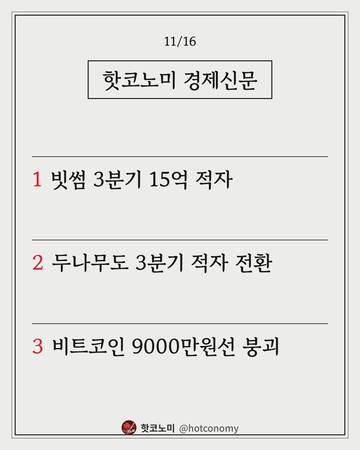 11/16
핫코노미 경제신문
1 빗썸 3분기 15억 적자
2 두나무도 3분기 적자 전환
3 비트코인 9000만원선 붕괴
핫코노미 @hotconomy